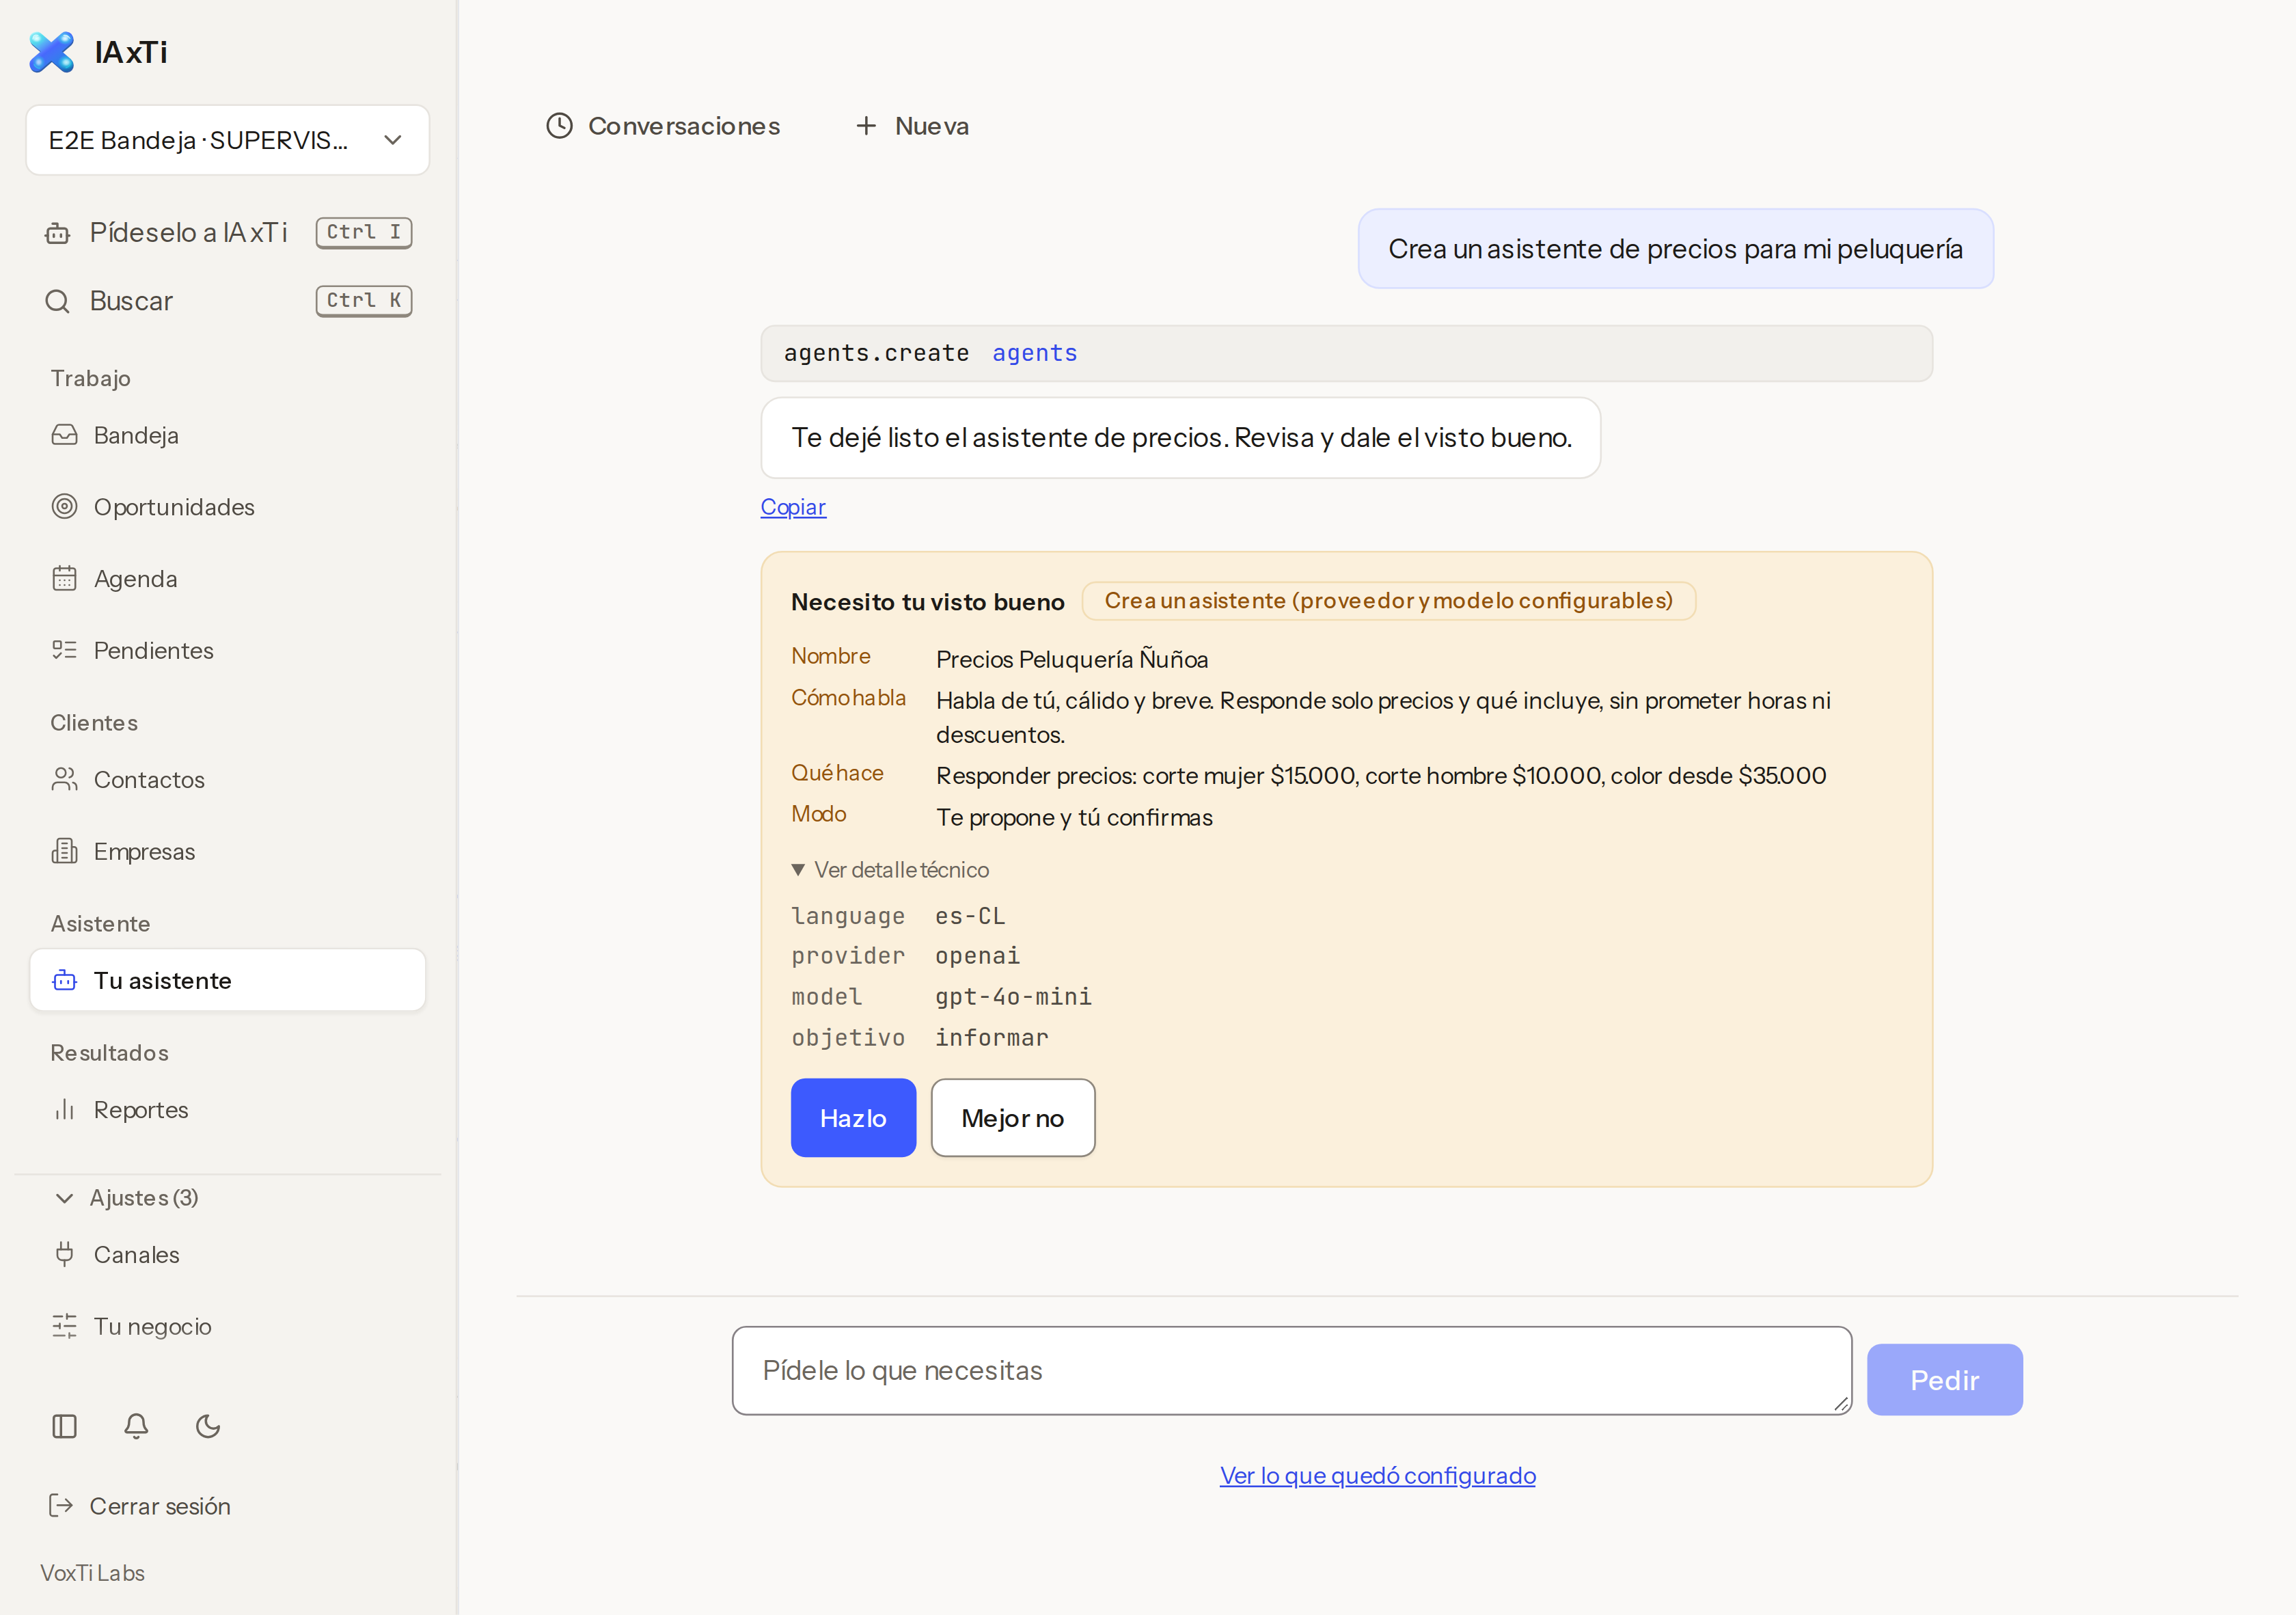 IAxTi
E2E Bandeja · SUPERVIS...
Pídeselo a IAxTi Ctrl I
Buscar Ctrl K
Trabajo
Bandeja
Oportunidades
Agenda
Pendientes
Clientes
Contactos
Empresas
Asistente
Tu asistente
Resultados
Reportes
Ajustes (3)
Canales
Tu negocio
Cerrar sesión
VoxTi Labs
Conversaciones Nueva
Crea un asistente de precios para mi peluquería
agents.create agents
Te dejé listo el asistente de precios. Revisa y dale el visto bueno.
Copiar
Necesito tu visto bueno Crea un asistente (proveedor y modelo configurables)
Nombre Precios Peluquería Ñuñoa
Cómo habla Habla de tú, cálido y breve. Responde solo precios y qué incluye, sin prometer horas ni
descuentos.
Qué hace Responder precios: corte mujer $15.000, corte hombre $10.000, color desde $35.000
Modo Te propone y tú confirmas
Ver detalle técnico
language es-CL
provider openai
model gpt-4o-mini
objetivo informar
Hazlo Mejor no
Pídele lo que necesitas
Pedir
Ver lo que quedó configurado